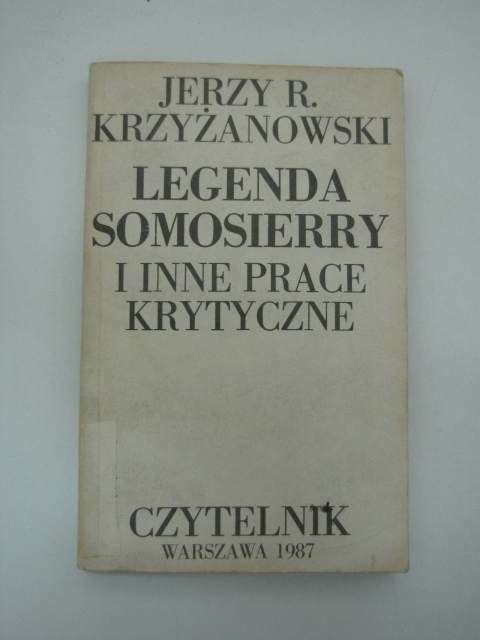 JERZY R.
KRZYŻANOWSKI
LEGENDA
SOMOSIERRY
I INNE PRACE
KRYTYCZNE
CZYTELNIK
WARSZAWA 1987